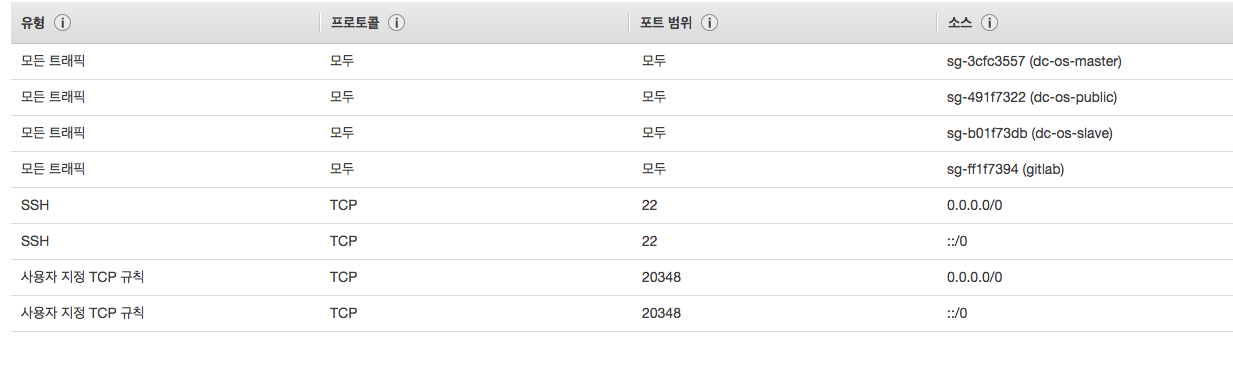 유형 프로토콜 포트 범위 소스
모든 트래픽 모두 모두 sg-3cfc3557 (dc-os-master)
모든 트래픽 모두 모두 sg-491f7322 (dc-os-public)
모든 트래픽 모두 모두 sg-b01f73db (dc-os-slave)
모든 트래픽 모두 모두 sg-ff1f7394 (gitlab)
SSH TCP 22 0.0.0.0/0
SSH TCP 22 ::/0
사용자 지정 TCP 규칙 TCP 20348 0.0.0.0/0
사용자 지정 TCP 규칙 TCP 20348 ::/0